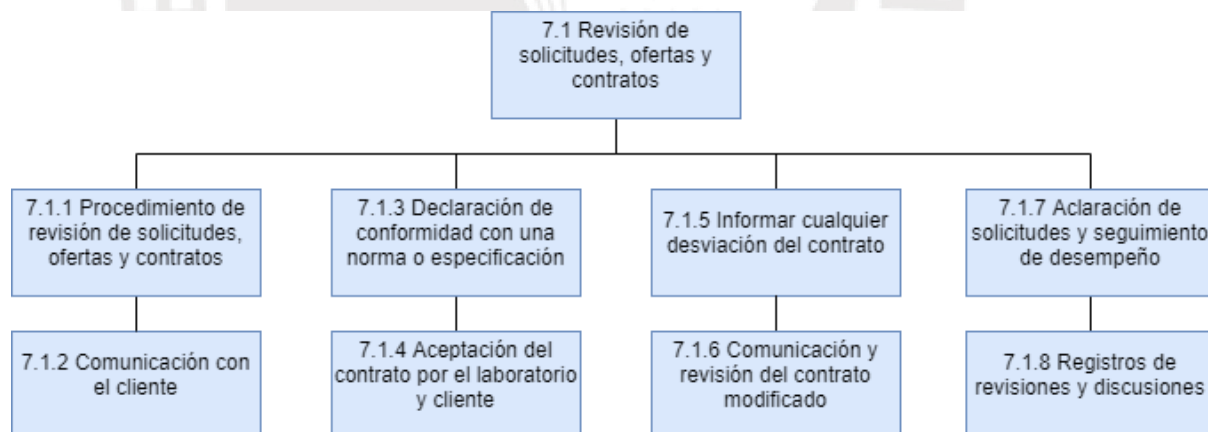 7.1 Revisión de
solicitudes, ofertas y
contratos
7.1.1 Procedimiento de
revisión de solicitudes,
ofertas y contratos
7.1.3 Declaración de
conformidad con una
norma o especificación
7.1.5 Informar cualquier
desviación del contrato
7.1.7 Aclaración de
solicitudes y seguimiento
de desempeño
7.1.2 Comunicación con
el cliente
7.1.4 Aceptación del
contrato por el laboratorio
y cliente
7.1.6 Comunicación y
revisión del contrato
modificado
7.1.8 Registros de
revisiones y discusiones